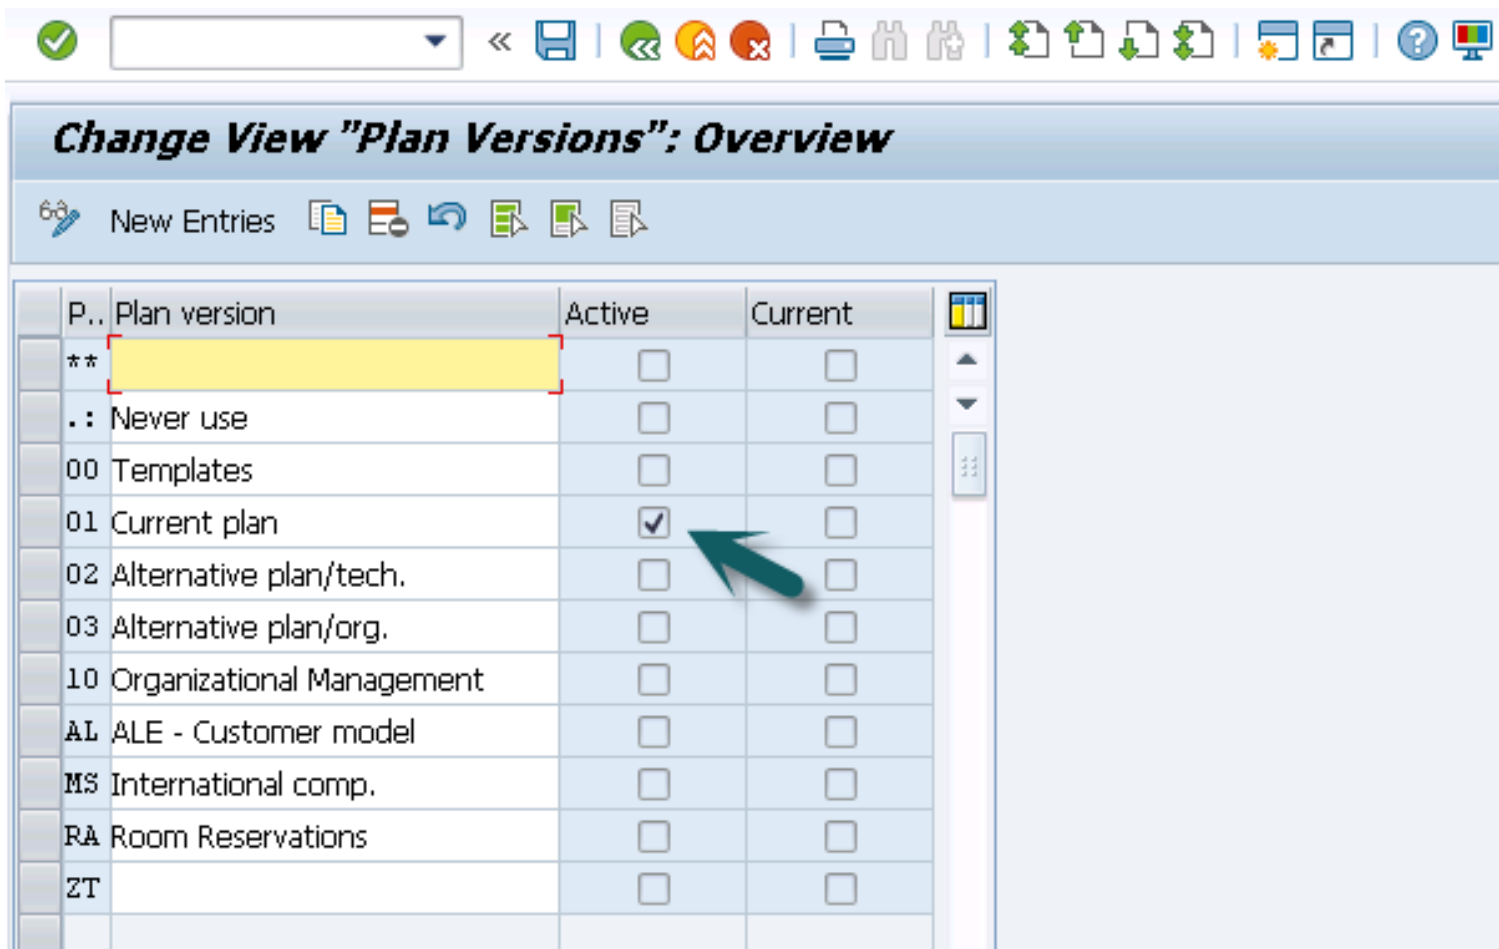 Change View "Plan Versions": Overview
New Entries
P.. Plan version Active Current
**
.: Never use
00 Templates
01 Current plan
02 Alternative plan/tech.
03 Alternative plan/org.
10 Organizational Management
AL ALE - Customer model
MS International comp.
RA Room Reservations
ZT